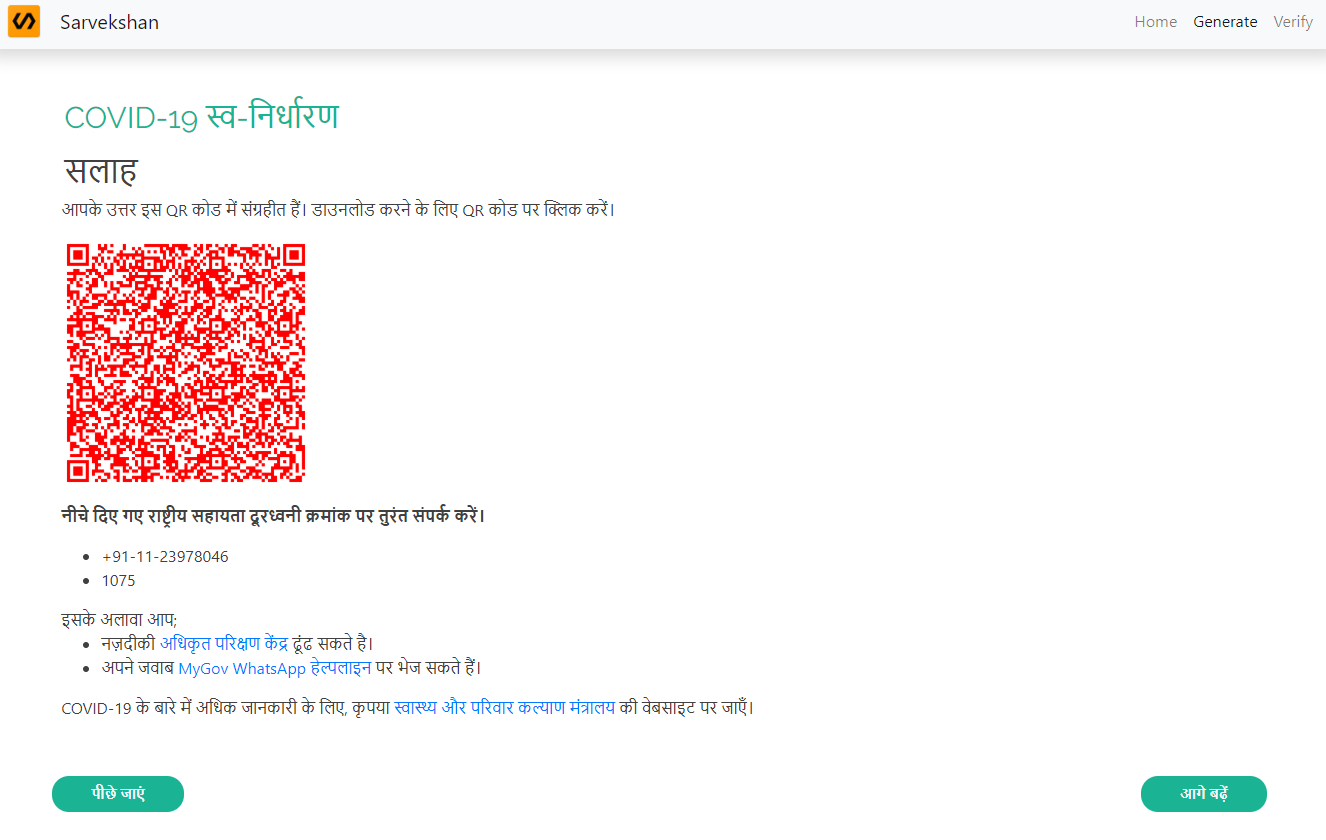 Sarvekshan
Home Generate Verify
COVID-19 स्व-निर्धारण
सलाह
आपके उत्तर इस QR कोड में संग्रहीत हैं। डाउनलोड करने के लिए QR कोड पर क्लिक करें।
नीचे दिए गए राष्ट्रीय सहायता दूरध्वनी क्रमांक पर तुरंत संपर्क करें।
+91-11-23978046
1075
इसके अलावा आप;
नज़दीकी अधिकृत परिक्षण केंद्र ढूंढ सकते है।
अपने जवाब MyGov WhatsApp हेल्पलाइन पर भेज सकते हैं।
COVID-19 के बारे में अधिक जानकारी के लिए, कृपया स्वास्थ्य और परिवार कल्याण मंत्रालय की वेबसाइट पर जाएँ।
पीछे जाएं
आगे बढ़ें